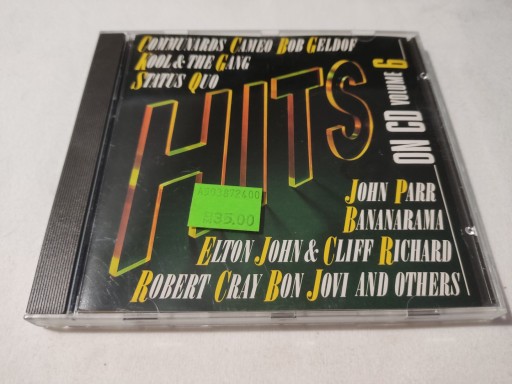 COMMUNARDS CAMEO BOB GELDOF
KOOL & THE GANG
STATUS QUO
HITS
ON CD VOLUME 6
35.00
JOHN PARR
BANANARAMA
ELTON JOHN & CLIFF RICHARD
ROBERT CRAY BON JOVI AND OTHERS